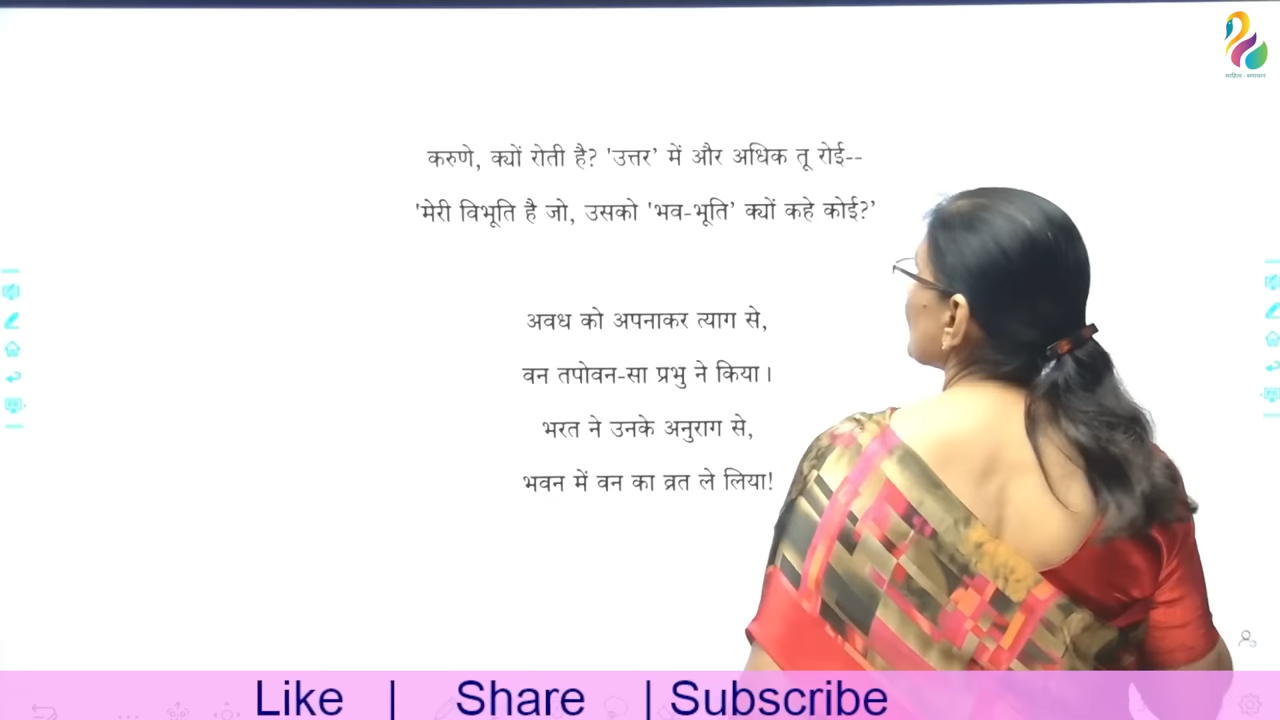 साहित्य - समाचार
करुणे, क्यों रोती है? 'उत्तर' में और अधिक तू रोई--
'मेरी विभूति है जो, उसको 'भव-भूति' क्यों कहे कोई?'
अवध को अपनाकर त्याग से,
वन तपोवन-सा प्रभु ने किया।
भरत ने उनके अनुराग से,
भवन में वन का व्रत ले लिया!
Like | Share | Subscribe